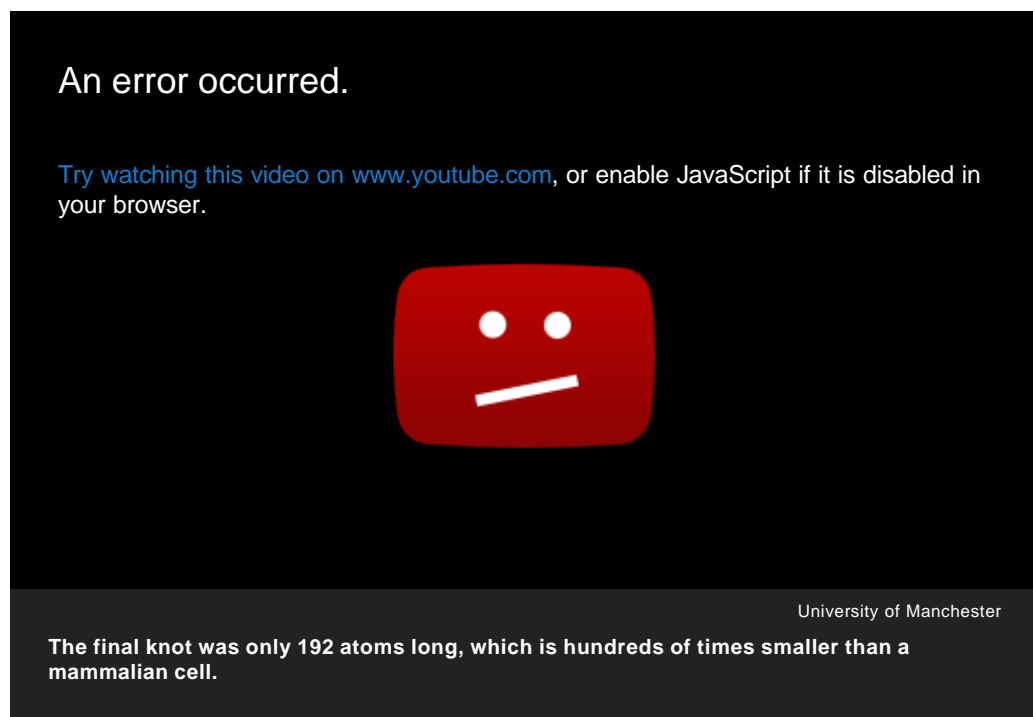 An error occurred.
Try watching this video on www.youtube.com, or enable JavaScript if it is disabled in
your browser.
University of Manchester
The final knot was only 192 atoms long, which is hundreds of times smaller than a
mammalian cell.